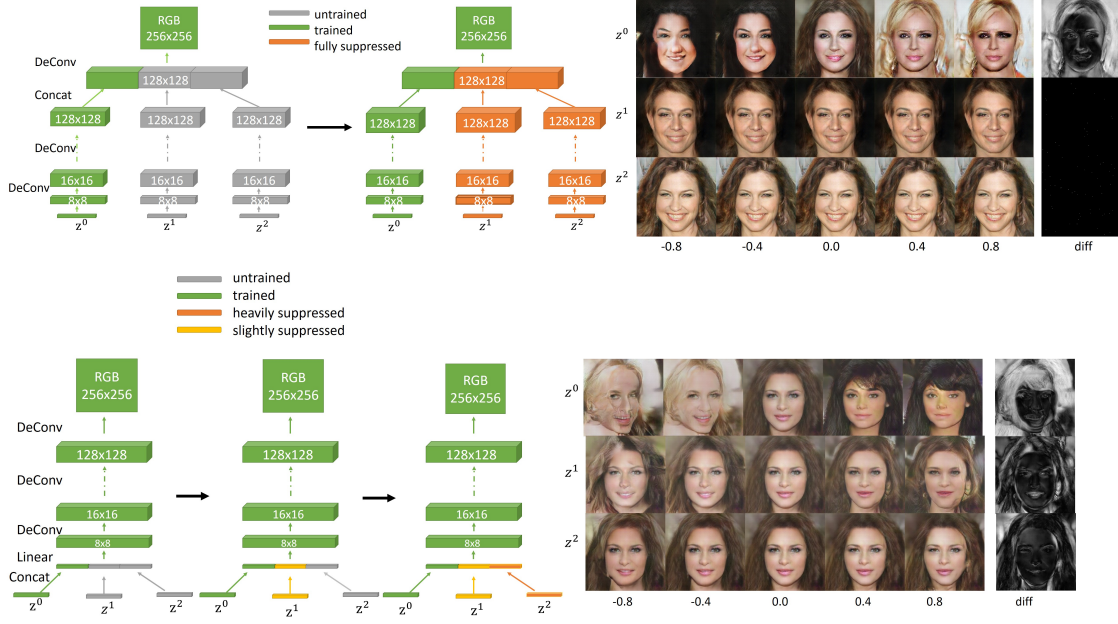 RGB
256x256
untrained
trained
fully suppressed
RGB
256x256
DeConv
128x128
128x128
Concat
128x128
128x128
128x128
128x128
128x128
128x128
DeConv
DeConv
16x16
16x16
16x16
16x16
16x16
16x16
8x8
8x8
8x8
8x8
8x8
8x8
z⁰
z¹
z²
z⁰
z¹
z²
z⁰
z¹
z²
-0.8
-0.4
0.0
0.4
0.8
diff
untrained
trained
heavily suppressed
slightly suppressed
RGB
256x256
RGB
256x256
RGB
256x256
DeConv
128x128
128x128
128x128
DeConv
16x16
16x16
16x16
DeConv
8x8
8x8
8x8
Linear
Concat
z⁰
z¹
z²
z⁰
z¹
z²
z⁰
z¹
z²
z⁰
z¹
z²
-0.8
-0.4
0.0
0.4
0.8
diff